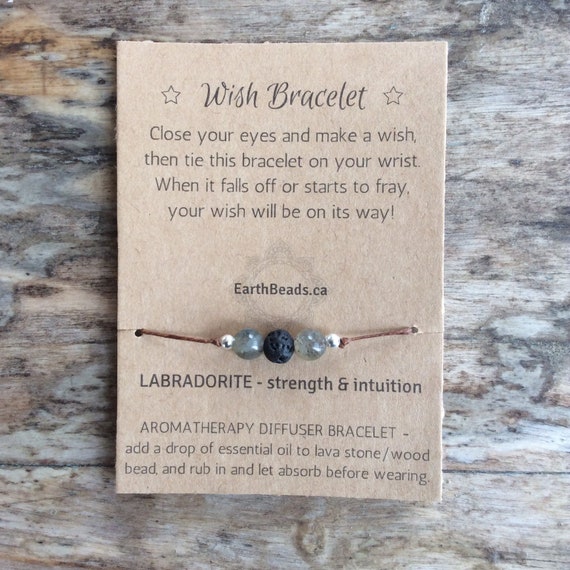 ☆ Wish Bracelet ☆
Close your eyes and make a wish,
then tie this bracelet on your wrist.
When it falls off or starts to fray,
your wish will be on its way!
EarthBeads.ca
LABRADORITE - strength & intuition
AROMATHERAPY DIFFUSER BRACELET -
add a drop of essential oil to lava stone/wood
bead, and rub in and let absorb before wearing.